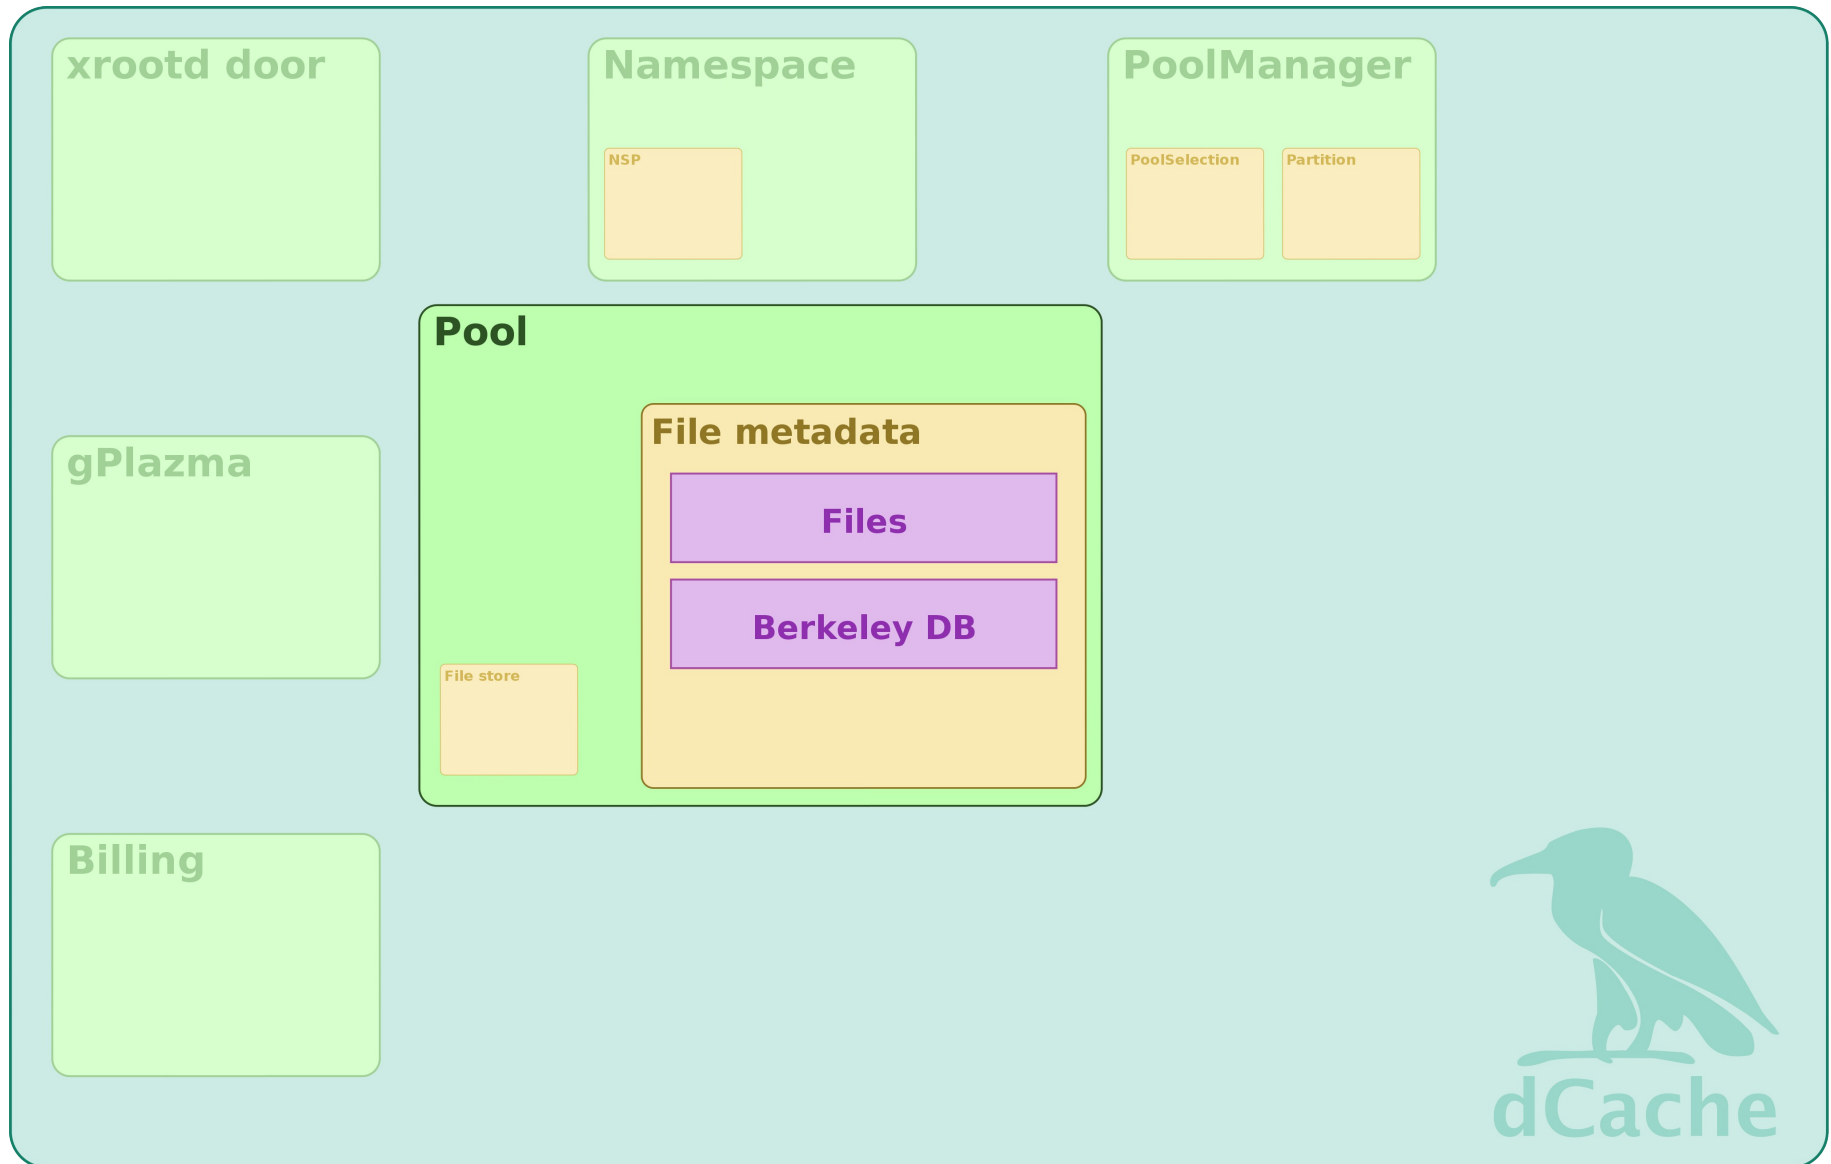 xrootd door
Namespace
PoolManager
NSP
PoolSelection
Partition
Pool
File metadata
gPlazma
Files
Berkeley DB
File store
Billing
dCache